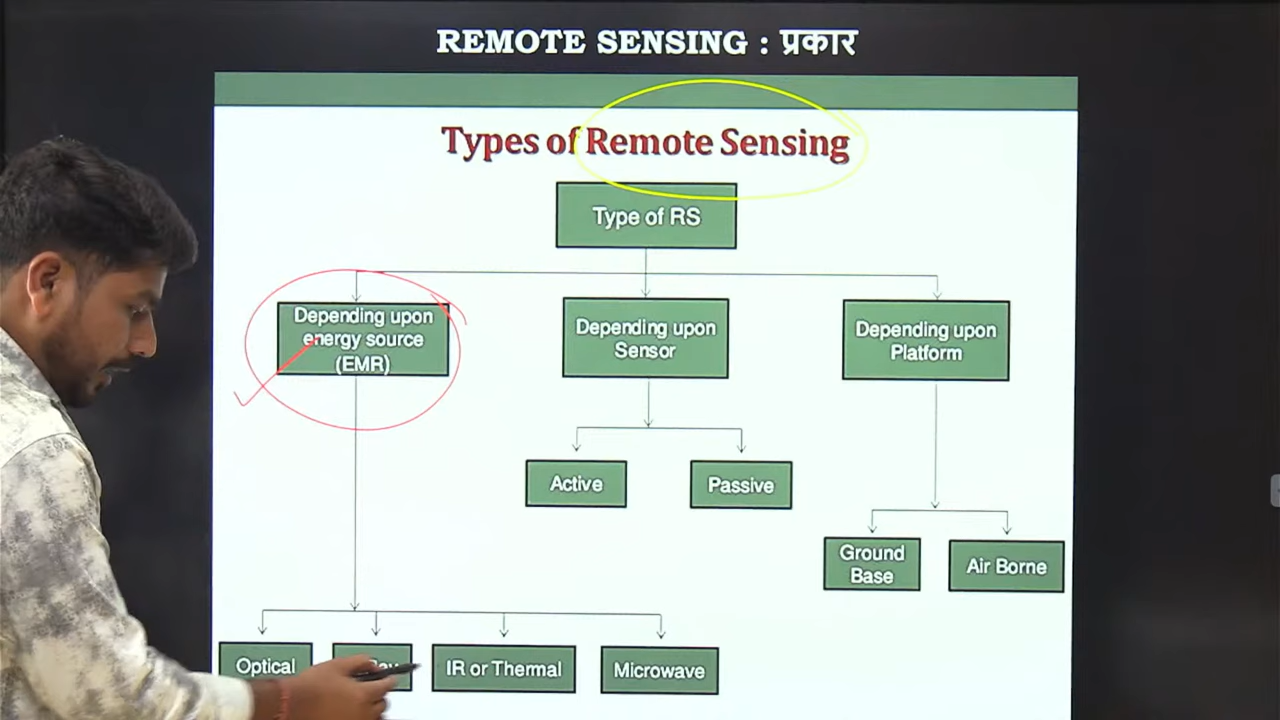 REMOTE SENSING : प्रकार
Types of Remote Sensing
Type of RS
Depending upon
energy source
(EMR)
Depending upon
Sensor
Depending upon
Platform
Active
Passive
Ground
Base
Air Borne
Optical
IR or Thermal
Microwave